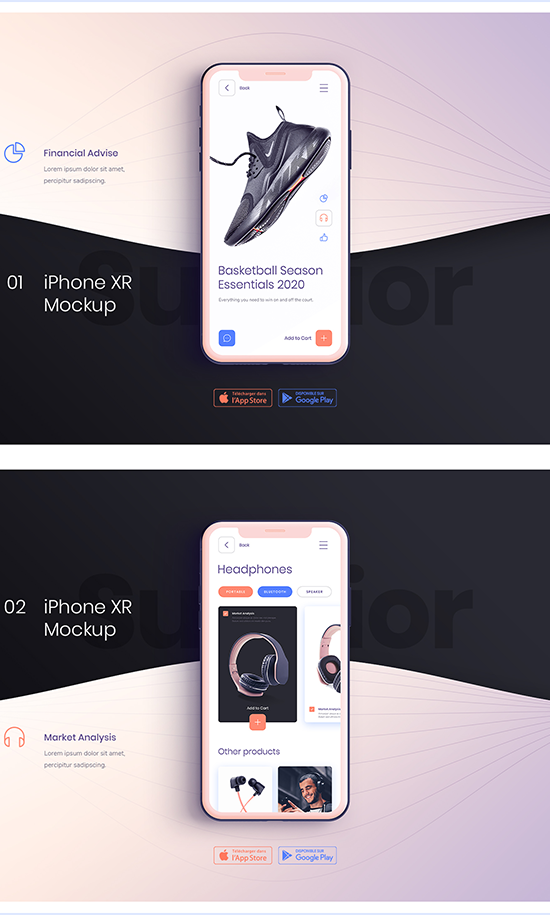 Back
Financial Advise
Lorem ipsum dolor sit amet,
percipitur sadipscing.
Basketball Season
Essentials 2020
Everything you need to win on and off the court.
01
iPhone XR
Mockup
Add to Cart
Télécharger dans
l'App Store
DISPONIBLE SUR
Google Play
Back
Headphones
PORTABLE
BLUETOOTH
SPEAKER
02
iPhone XR
Mockup
Market Analysis
Add to Cart
Market Analysis
Market Analysis
Lorem ipsum dolor sit amet,
percipitur sadipscing.
Other products
Télécharger dans
l'App Store
DISPONIBLE SUR
Google Play